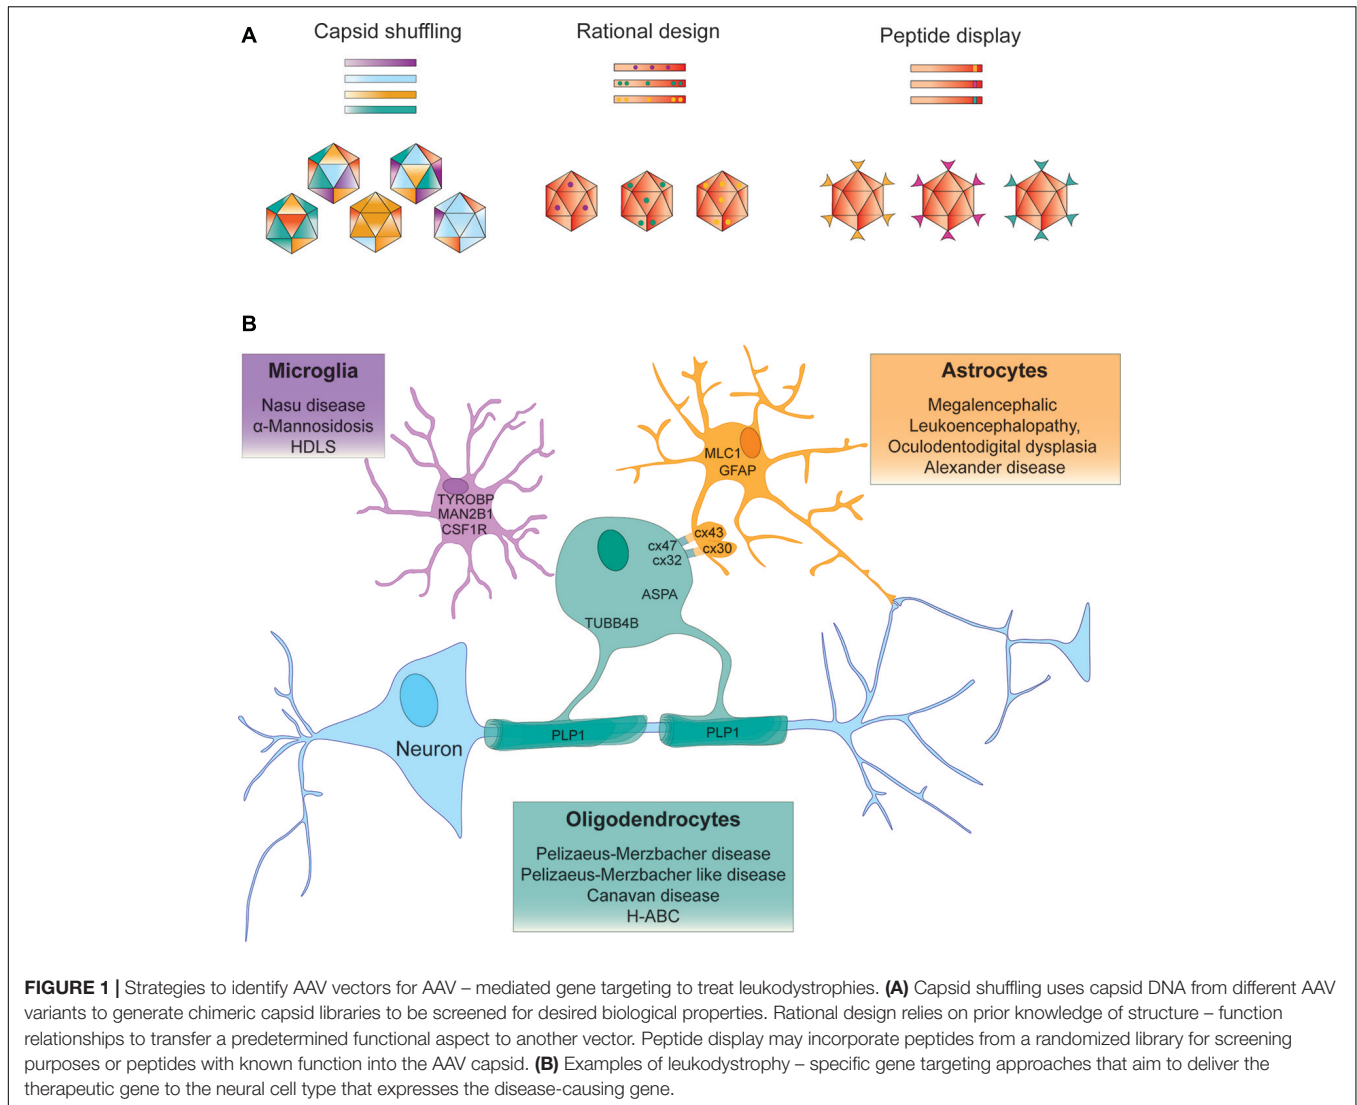 A
Capsid shuffling
Rational design
Peptide display
B
Microglia
Nasu disease
α-Mannosidosis
HDLS
Astrocytes
Megalencephalic
Leukoencephalopathy,
Oculodentodigital dysplasia
Alexander disease
MLC1
GFAP
TYROBP
MAN2B1
CSF1R
cx43
cx47
cx30
cx32
ASPA
TUBB4B
Neuron
PLP1
PLP1
Oligodendrocytes
Pelizaeus-Merzbacher disease
Pelizaeus-Merzbacher like disease
Canavan disease
H-ABC
FIGURE 1 | Strategies to identify AAV vectors for AAV – mediated gene targeting to treat leukodystrophies. (A) Capsid shuffling uses capsid DNA from different AAV
variants to generate chimeric capsid libraries to be screened for desired biological properties. Rational design relies on prior knowledge of structure – function
relationships to transfer a predetermined functional aspect to another vector. Peptide display may incorporate peptides from a randomized library for screening
purposes or peptides with known function into the AAV capsid. (B) Examples of leukodystrophy – specific gene targeting approaches that aim to deliver the
therapeutic gene to the neural cell type that expresses the disease-causing gene.